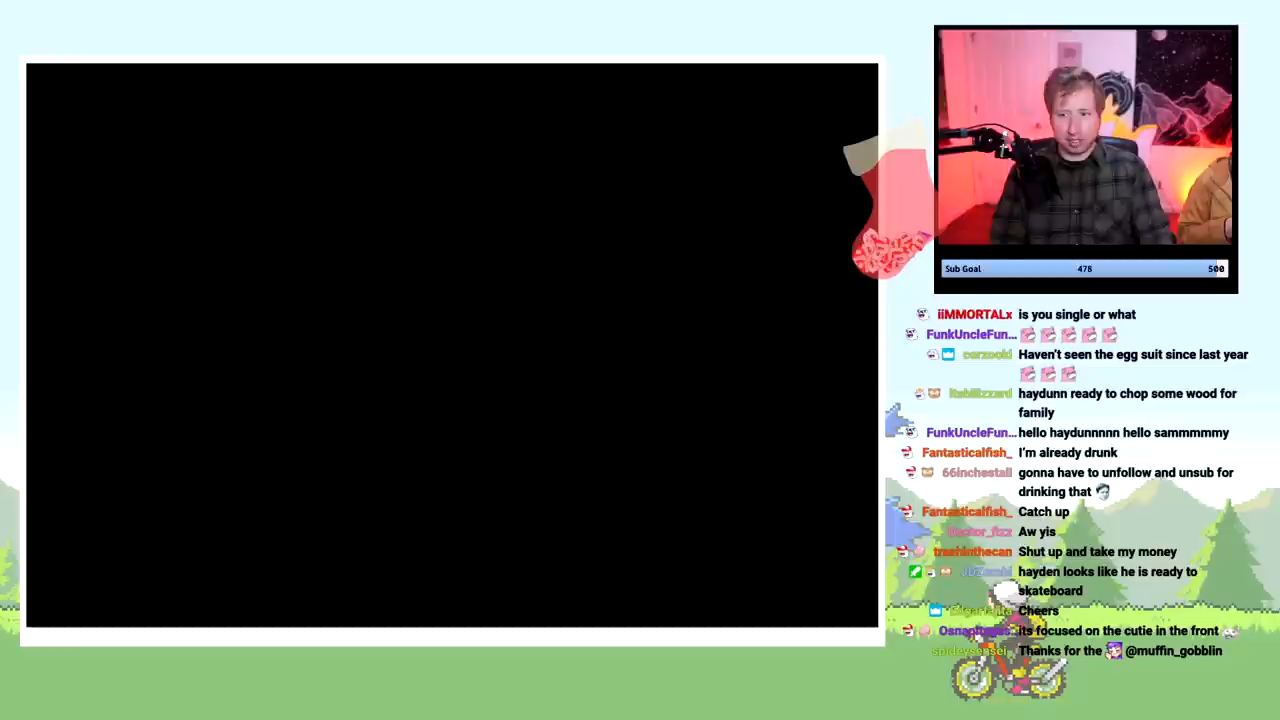 Sub Goal 478 500
iiMMORTALx is you single or what
FunkUncleFun...
corzooki Haven't seen the egg suit since last year
haydunn ready to chop some wood for
family
FunkUncleFun... hello haydunnnnn hello sammmmmy
Fantasticalfish_ I'm already drunk
66inchestall gonna have to unfollow and unsub for
drinking that
Fantasticalfish_ Catch up
Aw yis
trashinthecan Shut up and take my money
hayden looks like he is ready to
skateboard
Cheers
its focused on the cutie in the front
spideysensei_ Thanks for the @muffin_gobblin